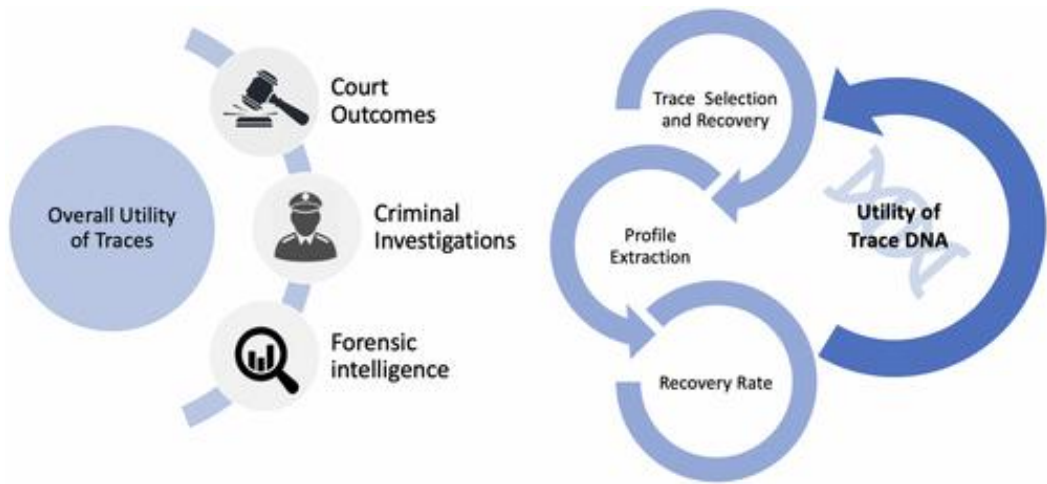 Overall Utility
of Traces
Court
Outcomes
Criminal
Investigations
Forensic
intelligence
Trace Selection
and Recovery
Profile
Extraction
Recovery Rate
Utility of
Trace DNA